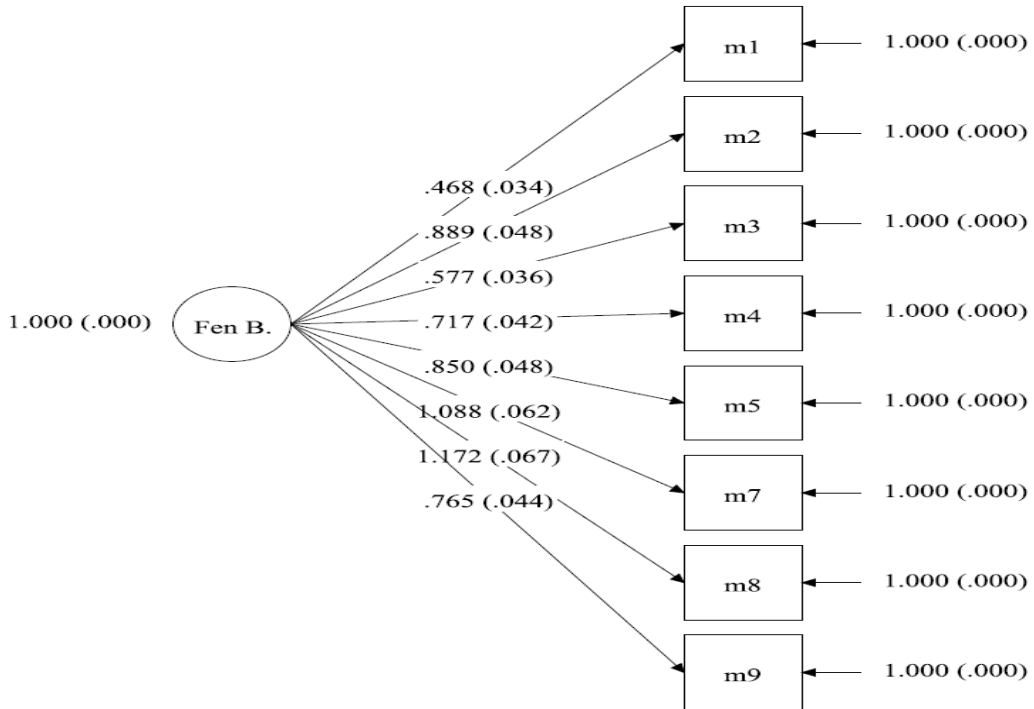 m1 1.000 (.000)
m2 1.000 (.000)
.468 (.034)
.889 (.048)
m3 1.000 (.000)
.577 (.036)
1.000 (.000) Fen B. .717 (.042) m4 1.000 (.000)
.850 (.048)
m5 1.000 (.000)
1.088 (.062)
1.172 (.067)
m7 1.000 (.000)
.765 (.044)
m8 1.000 (.000)
m9 1.000 (.000)